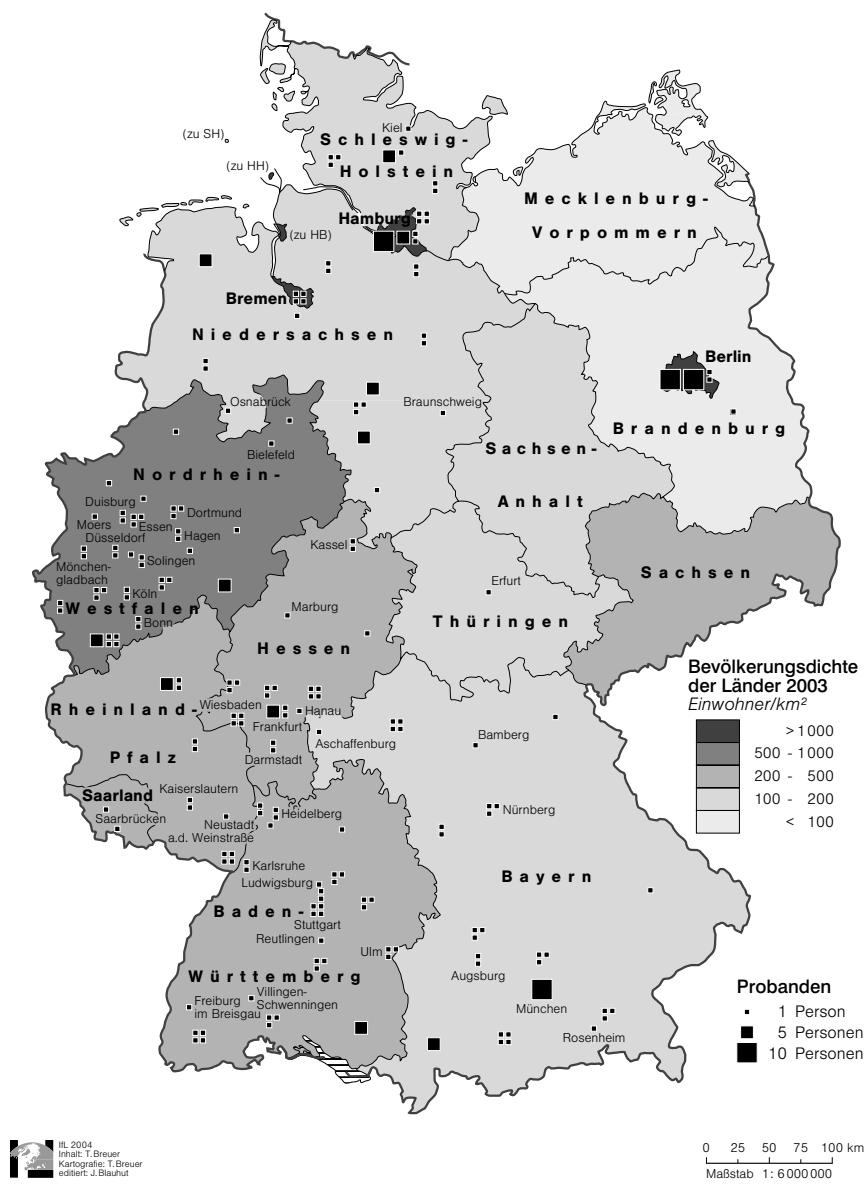 Kiel
(zu SH)
Schleswig-
Holstein
(zu HH)
Mecklenburg-
Vorpommern
Hamburg
(zu HB)
Bremen
Niedersachsen
Berlin
Osnabrück
Braunschweig
Brandenburg
Bielefeld
Sachsen-
Anhalt
Nordrhein-
Duisburg
Dortmund
Moers
Essen
Düsseldorf
Hagen
Kassel
Solingen
Mönchen-
gladbach
Sachsen
Köln
Erfurt
Westfalen
Marburg
Bonn
Thüringen
Hessen
Bevölkerungsdichte
der Länder 2003
Einwohner/km²
> 1000
500 - 1000
200 - 500
100 - 200
< 100
Rheinland-
Wiesbaden
Hanau
Frankfurt
Aschaffenburg
Bamberg
Pfalz
Darmstadt
Saarland
Kaiserslautern
Saarbrücken
Neustadt
a.d. Weinstraße
Heidelberg
Nürnberg
Karlsruhe
Ludwigsburg
Bayern
Baden-
Stuttgart
Reutlingen
Ulm
Württemberg
Augsburg
Villingen-
Schwenningen
Freiburg
im Breisgau
München
Rosenheim
Probanden
1 Person
5 Personen
10 Personen
IfL 2004
Inhalt: T. Breuer
Kartografie: T. Breuer
editiert: J. Blauhut
0 25 50 75 100 km
Maßstab 1 : 6 000 000